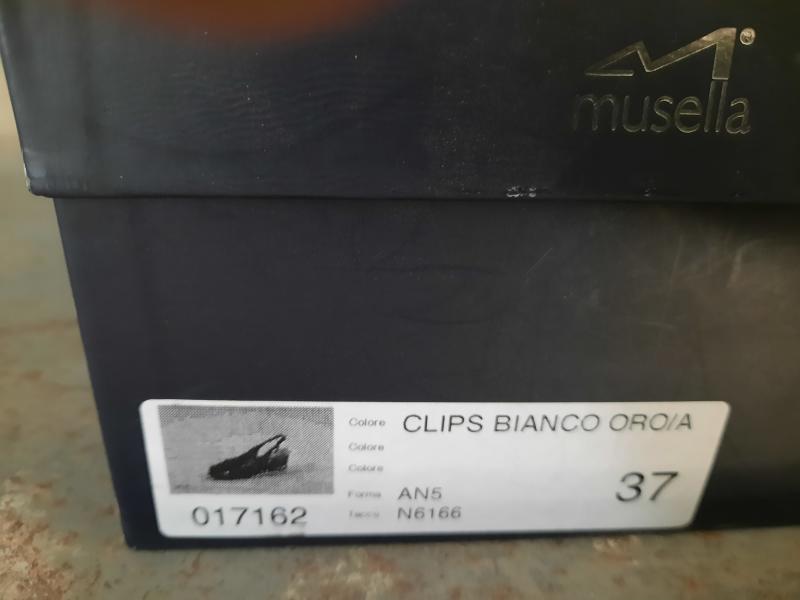 musella
Colore CLIPS BIANCO ORO/A
Colore
Colore
37
Forma AN5
017162
Tacco N6166